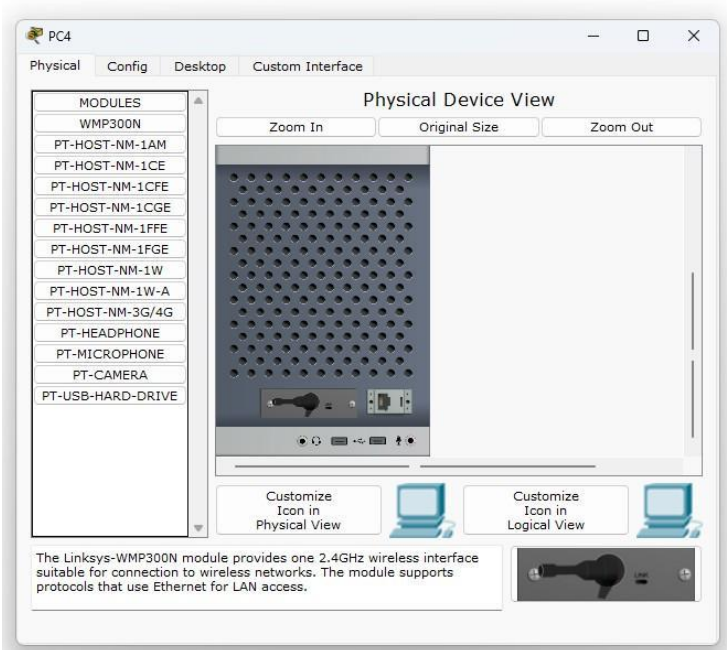 PC4
Physical Config Desktop Custom Interface
MODULES
WMP300N
PT-HOST-NM-1AM
PT-HOST-NM-1CE
PT-HOST-NM-1CFE
PT-HOST-NM-1CGE
PT-HOST-NM-1FFE
PT-HOST-NM-1FGE
PT-HOST-NM-1W
PT-HOST-NM-1W-A
PT-HOST-NM-3G/4G
PT-HEADPHONE
PT-MICROPHONE
PT-CAMERA
PT-USB-HARD-DRIVE
Physical Device View
Zoom In Original Size Zoom Out
Customize
Icon in
Physical View
Customize
Icon in
Logical View
The Linksys-WMP300N module provides one 2.4GHz wireless interface
suitable for connection to wireless networks. The module supports
protocols that use Ethernet for LAN access.